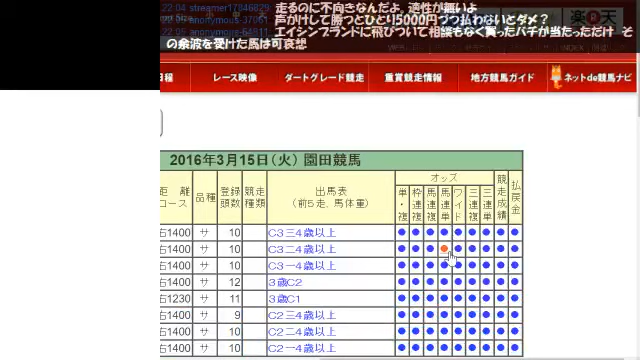 22.04 streamer17846829 走るのに不向きなんだよ。適性が無いよ
声がけして勝つとひとり5000円づつ払わないとダメ？
エイシンフランドに飛びついて相談もなく買ったバチが当たっただけ そ
の余波を受けた馬は可哀想
楽天
INDEX
日程 レース映像 ダートグレード競走 重賞競走情報 地方競馬ガイド ネットde競馬ナビ
2016年3月15日(火) 園田競馬
距離 コース 品種 登録頭数 競走種類 出馬表 (前5走、馬体重) オッズ 単・複 枠連複 馬連複 馬連単 ワイド 三連複 三連単 競走成績 払戻金
右1400 サ 10 C3三4歳以上
右1400 サ 10 C3二4歳以上
右1400 サ 10 C3一4歳以上
右1400 サ 12 3歳C2
右1230 サ 11 3歳C1
右1400 サ 9 C2三4歳以上
右1400 サ 10 C2二4歳以上
右1400 サ 10 C2一4歳以上